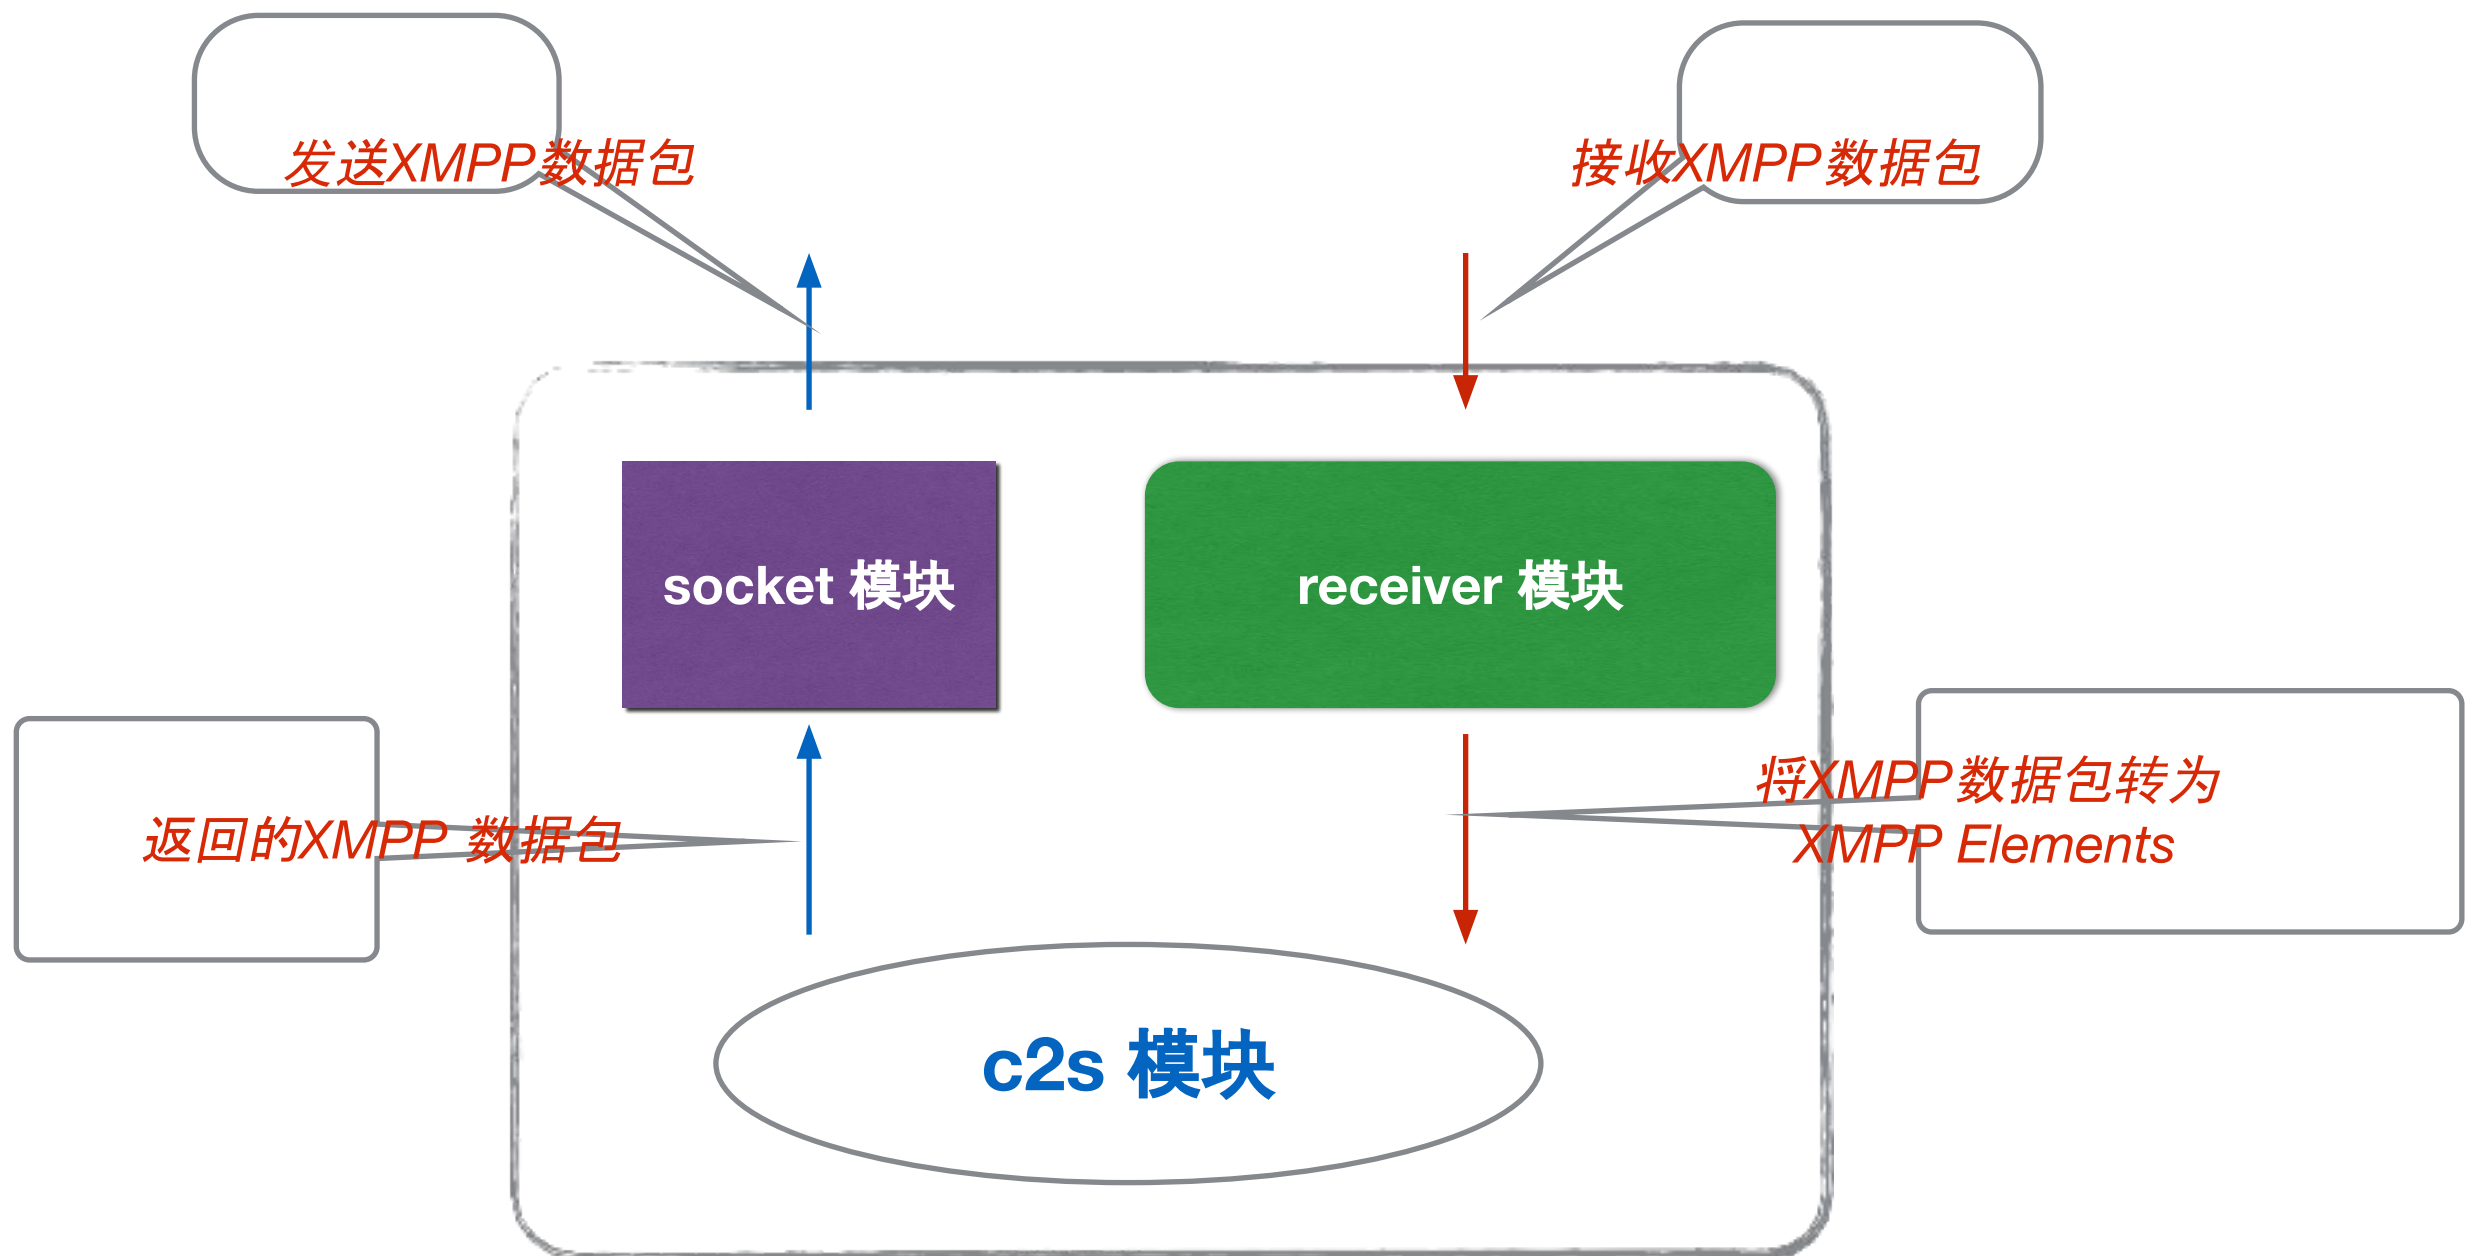 发送XMPP数据包
接收XMPP数据包
socket 模块
receiver 模块
将XMPP数据包转为
XMPP Elements
返回的XMPP 数据包
c2s 模块